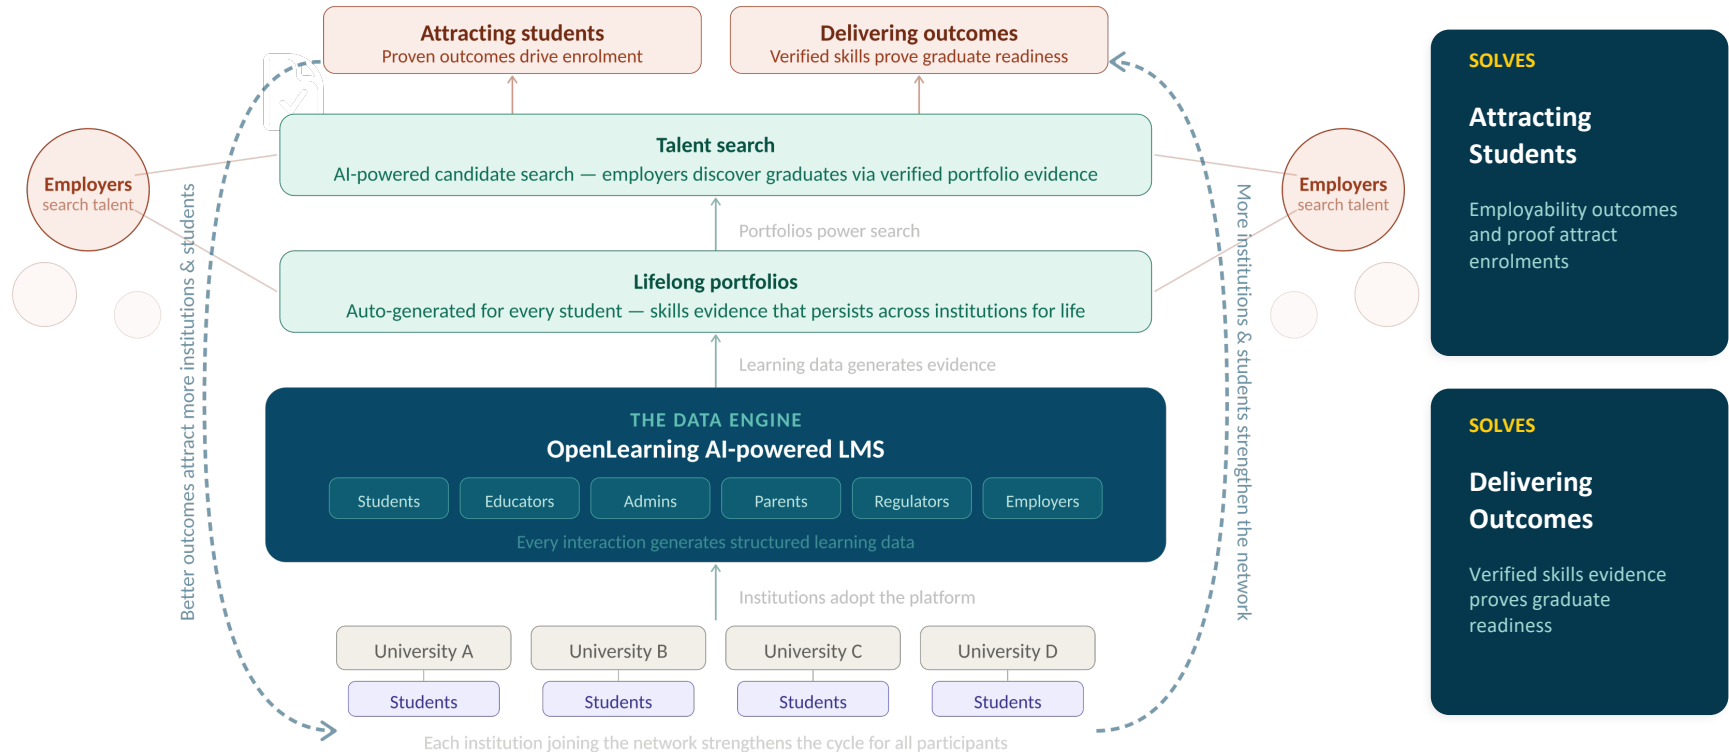 Attracting students
Proven outcomes drive enrolment
Delivering outcomes
Verified skills prove graduate readiness
Talent search
AI-powered candidate search — employers discover graduates via verified portfolio evidence
Employers
search talent
Employers
search talent
Portfolios power search
Lifelong portfolios
Auto-generated for every student — skills evidence that persists across institutions for life
Learning data generates evidence
THE DATA ENGINE
OpenLearning AI-powered LMS
Students
Educators
Admins
Parents
Regulators
Employers
Every interaction generates structured learning data
Institutions adopt the platform
University A
University B
University C
University D
Students
Students
Students
Students
Each institution joining the network strengthens the cycle for all participants
Better outcomes attract more institutions & students
More institutions & students strengthen the network
SOLVES
Attracting
Students
Employability outcomes
and proof attract
enrolments
SOLVES
Delivering
Outcomes
Verified skills evidence
proves graduate
readiness